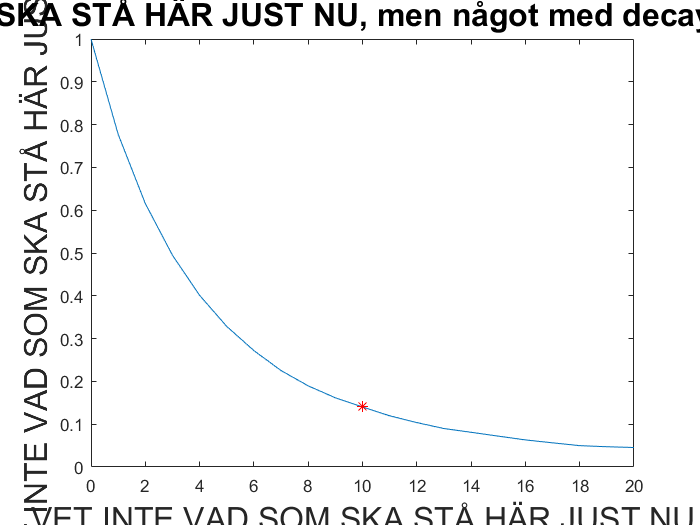 SKA STÅ HÄR JUST NU, men något med decay
INTE VAD SOM SKA STÅ HÄR JUS
1
0.9
0.8
0.7
0.6
0.5
0.4
0.3
0.2
0.1
0
0 2 4 6 8 10 12 14 16 18 20
VET INTE VAD SOM SKA STÅ HÄR JUST NU